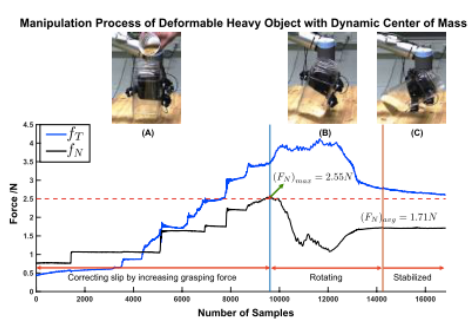 Manipulation Process of Deformable Heavy Object with Dynamic Center of Mass
(A)
(B)
(C)
4.5
4
3.5
3
2.5
2
1.5
1
0.5
0
Force /N
f_T
f_N
(F_N)_max = 2.55N
(F_N)_avg = 1.71N
Correcting slip by increasing grasping force
Rotating
Stabilized
0
2000
4000
6000
8000
10000
12000
14000
16000
Number of Samples